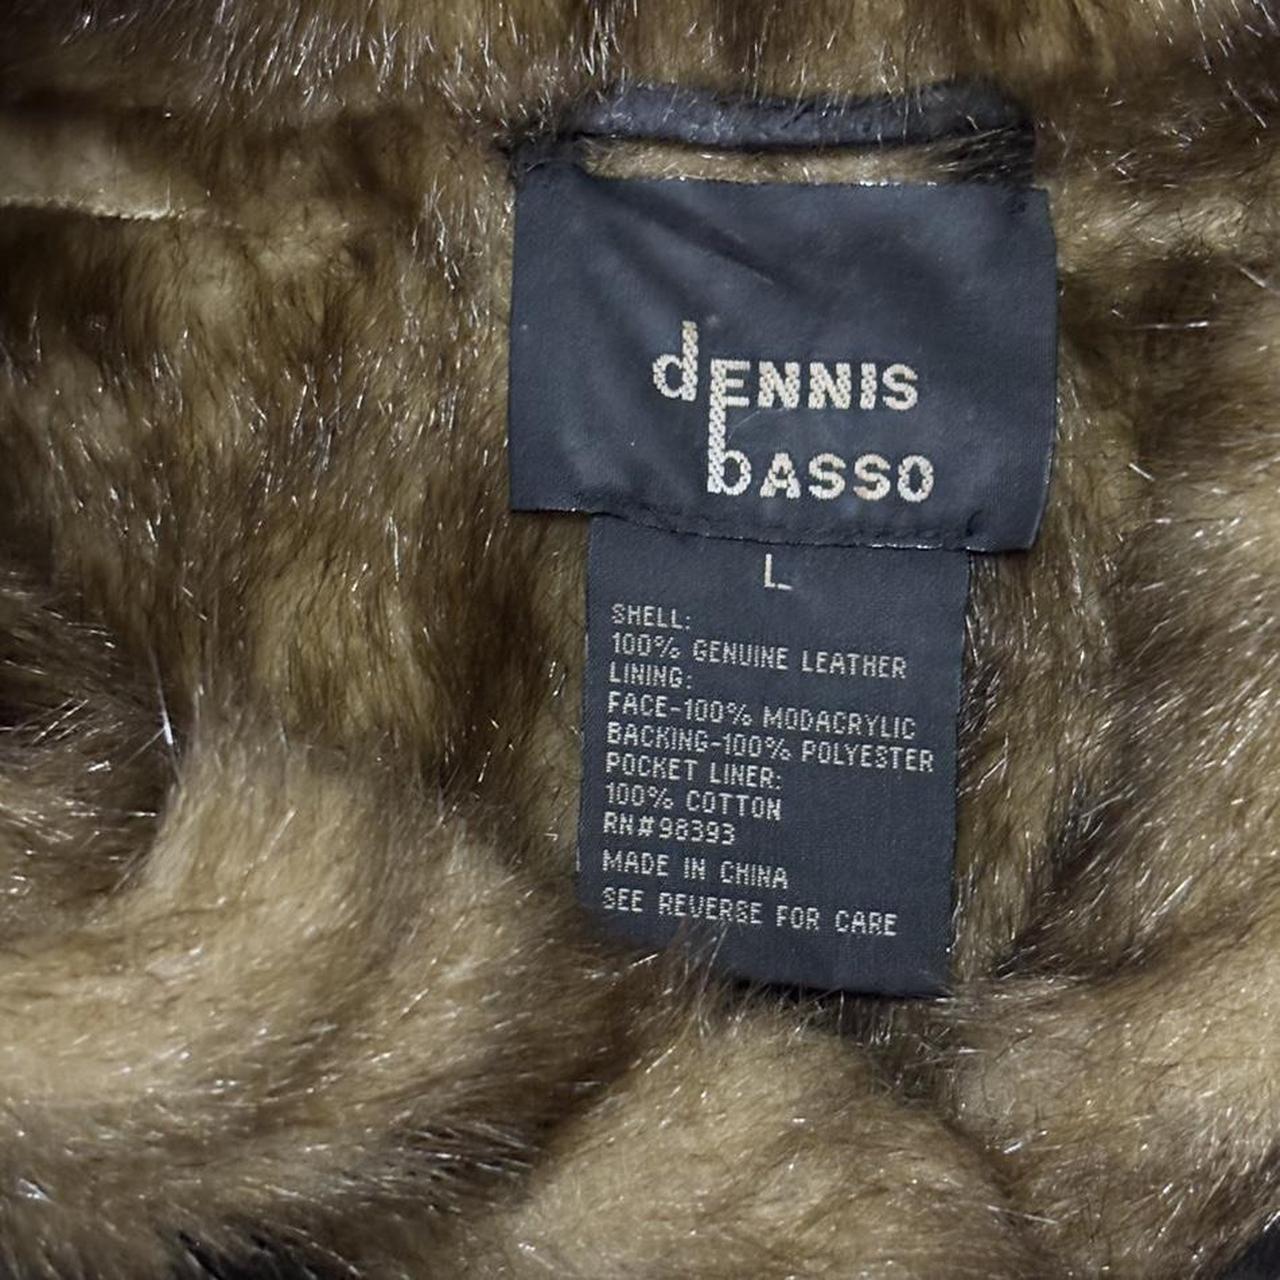 dENNIS
bASSO
L
SHELL:
100% GENUINE LEATHER
LINING:
FACE-100% MODACRYLIC
BACKING-100% POLYESTER
POCKET LINER:
100% COTTON
RN#98393
MADE IN CHINA
SEE REVERSE FOR CARE